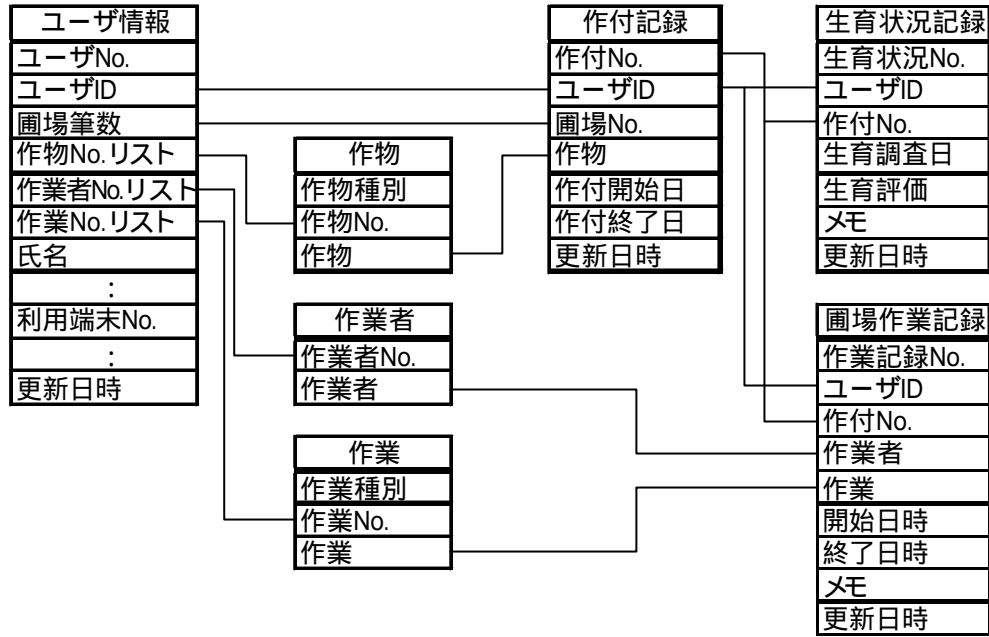 ユーザ情報
ユーザNo.
ユーザID
圃場筆数
作物No.リスト
作業者No.リスト
作業No.リスト
氏名
:
利用端末No.
:
更新日時
作物
作物種別
作物No.
作物
作業者
作業者No.
作業者
作業
作業種別
作業No.
作業
作付記録
作付No.
ユーザID
圃場No.
作物
作付開始日
作付終了日
更新日時
生育状況記録
生育状況No.
ユーザID
作付No.
生育調査日
生育評価
メモ
更新日時
圃場作業記録
作業記録No.
ユーザID
作付No.
作業者
作業
開始日時
終了日時
メモ
更新日時